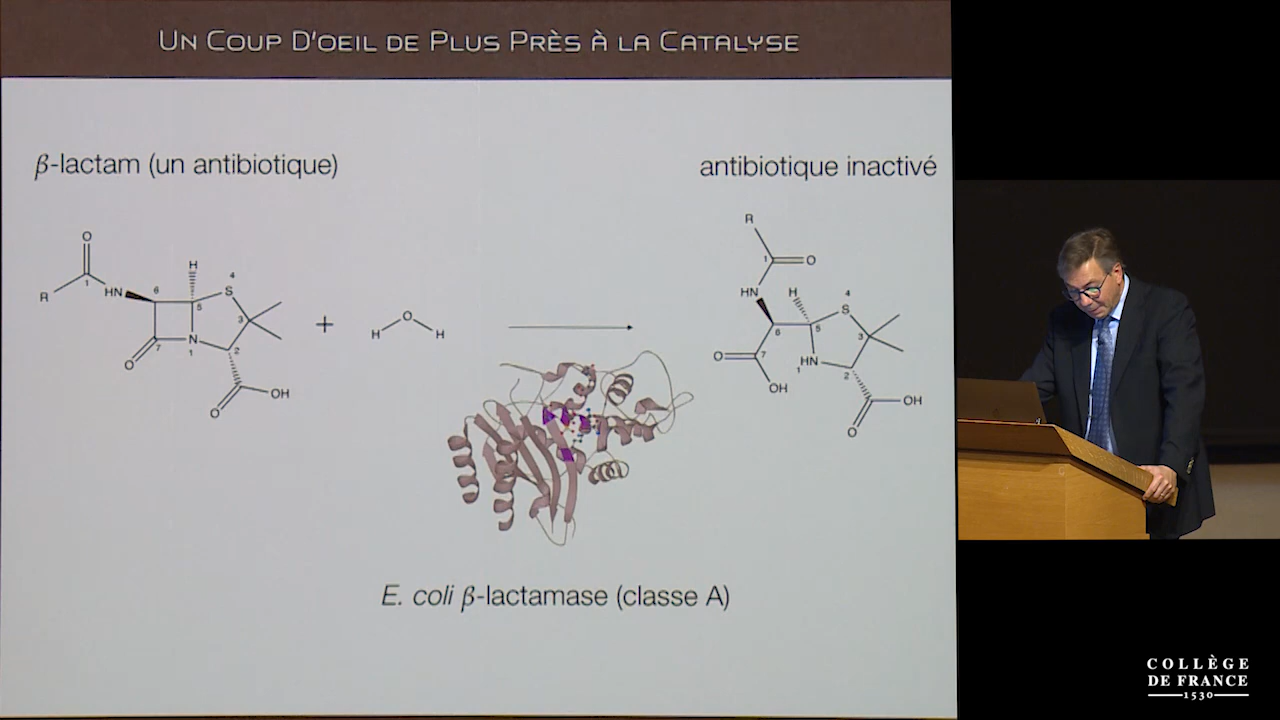 Un Coup D'oeil de Plus Près à la Catalyse
β-lactam (un antibiotique)
antibiotique inactivé
O
1
R
HN
6
H
4
S
5
3
N
1
2
7
O
O
OH
+
H
O
H
R
1
O
HN
H
4
S
5
6
3
O
7
HN
1
2
OH
OH
O
E. coli β-lactamase (classe A)
COLLÈGE
DE FRANCE
1530